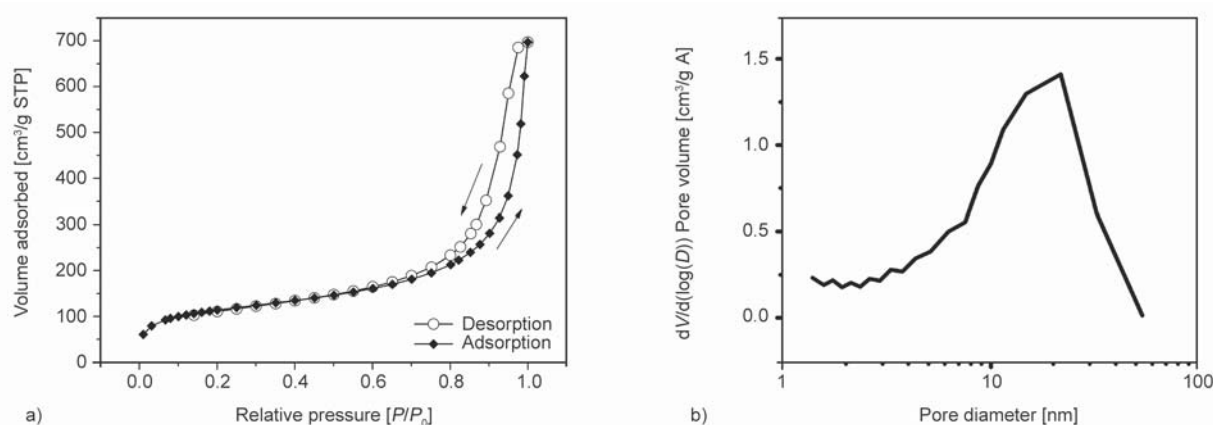 Volume adsorbed [cm³/g STP]
700
600
500
400
300
200
100
0
0.0 0.2 0.4 0.6 0.8 1.0
Desorption
Adsorption
a) Relative pressure [P/P₀]
dV/d(log(D)) Pore volume [cm³/g A]
1.5
1.0
0.5
0.0
1 10 100
b) Pore diameter [nm]